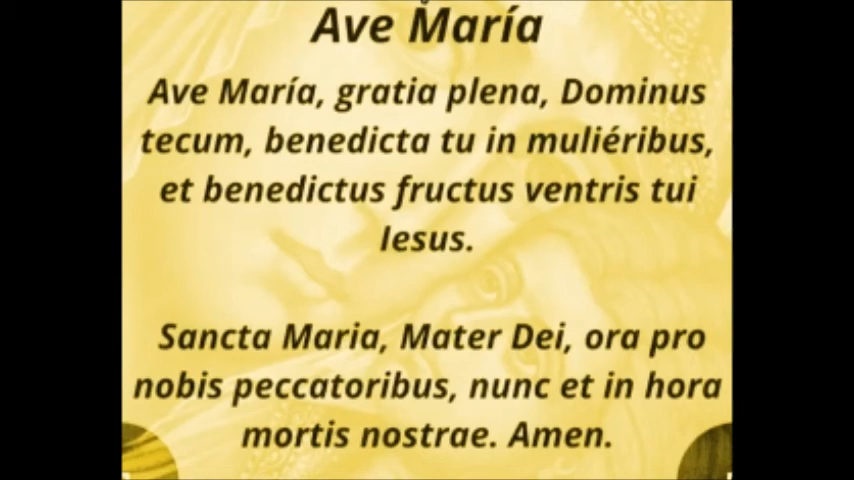 Ave María
Ave María, gratia plena, Dominus
tecum, benedicta tu in muliéribus,
et benedictus fructus ventris tui
Iesus.
Sancta Maria, Mater Dei, ora pro
nobis peccatoribus, nunc et in hora
mortis nostrae. Amen.